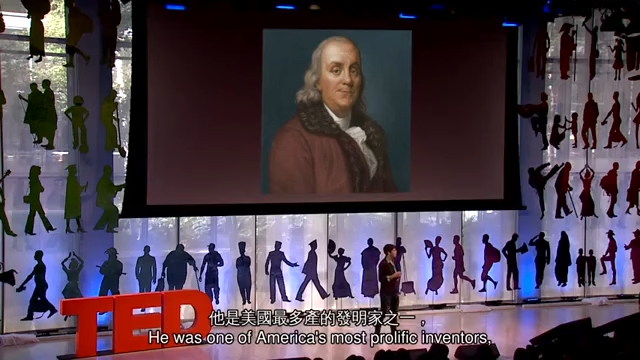 TED
他是美國最多產的發明家之一，
He was one of America's most prolific inventors,